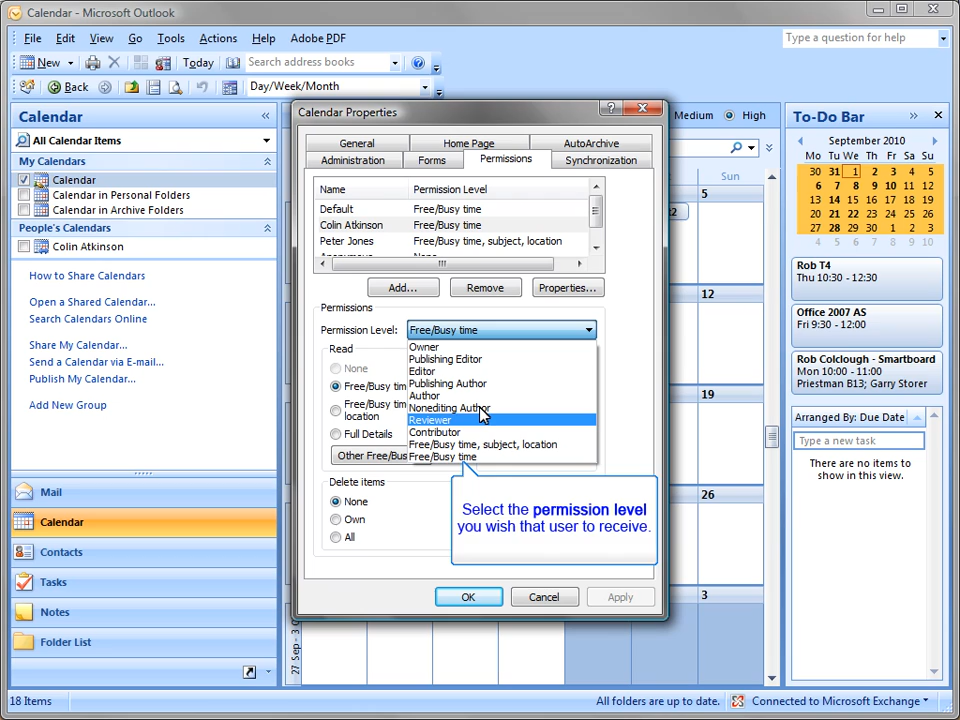 Calendar - Microsoft Outlook
File Edit View Go Tools Actions Help Adobe PDF
Type a question for help
New Today Search address books
Back Day/Week/Month
Calendar
All Calendar Items
My Calendars
Calendar
Calendar in Personal Folders
Calendar in Archive Folders
People's Calendars
Colin Atkinson
How to Share Calendars
Open a Shared Calendar...
Search Calendars Online
Share My Calendar...
Send a Calendar via E-mail...
Publish My Calendar...
Add New Group
Mail
Calendar
Contacts
Tasks
Notes
Folder List
18 Items
Calendar Properties
General Home Page AutoArchive
Administration Forms Permissions Synchronization
Name Permission Level
Default Free/Busy time
Colin Atkinson Free/Busy time
Peter Jones Free/Busy time, subject, location
Add... Remove Properties...
Permissions
Permission Level: Free/Busy time
Owner
Publishing Editor
Editor
Publishing Author
Author
Nonediting Author
Reviewer
Contributor
Free/Busy time, subject, location
Free/Busy time
Read
None
Free/Busy tim
Free/Busy tim
location
Full Details
Other Free/Bus
Delete items
None
Own
All
Select the permission level
you wish that user to receive.
OK Cancel Apply
27 Sep - 3
Medium High
Sun
5
2
12
26
3
To-Do Bar
September 2010
Mo Tu We Th Fr Sa Su
30 31 1 2 3 4 5
6 7 8 9 10 11 12
13 14 15 16 17 18 19
20 21 22 23 24 25 26
27 28 29 30 1 2 3
4 5 6 7 8 9 10
Rob T4
Thu 10:30 - 12:30
Office 2007 AS
Fri 9:30 - 12:30
Rob Colclough - Smartboard
Mon 10:30 - 12:30
Priestman B13; Garry Storer
Arranged By: Due Date
Type a new task
There are no items to
show in this view.
All folders are up to date. Connected to Microsoft Exchange